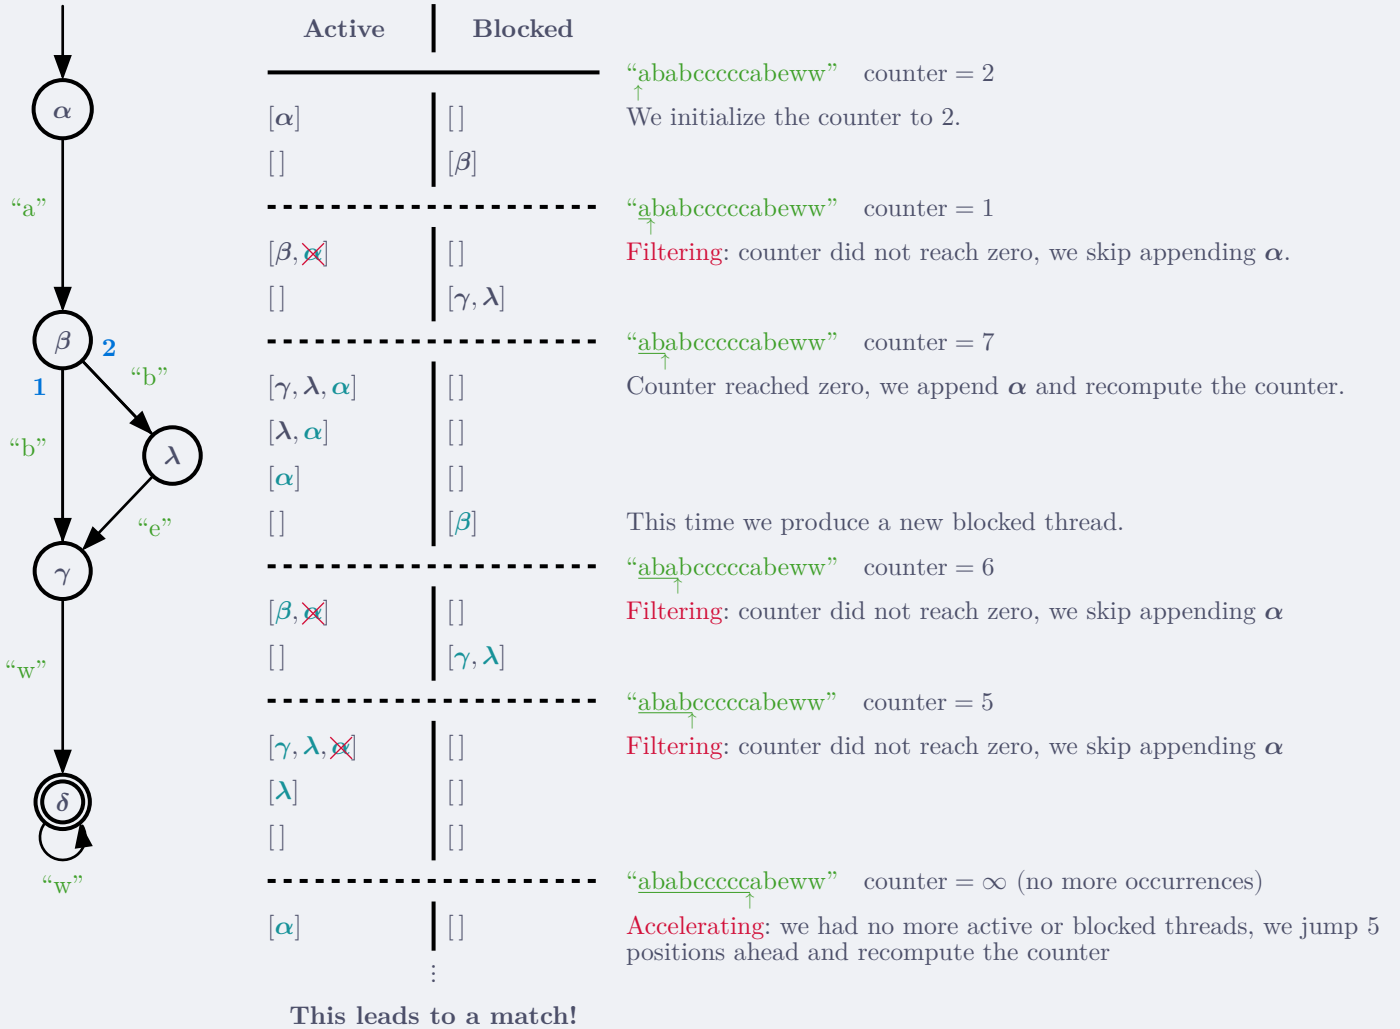 Active Blocked
“ababcccccabeww” counter = 2
α
[α] [ ] We initialize the counter to 2.
[ ] [β]
“a” “ababcccccabeww” counter = 1
[β, α] [ ] Filtering: counter did not reach zero, we skip appending α.
[ ] [γ, λ]
β 2 “ababcccccabeww” counter = 7
1 “b” [γ, λ, α] [ ] Counter reached zero, we append α and recompute the counter.
[λ, α] [ ]
“b” λ
[α] [ ]
“e” [ ] [β] This time we produce a new blocked thread.
γ “ababcccccabeww” counter = 6
[β, α] [ ] Filtering: counter did not reach zero, we skip appending α
“w” [ ] [γ, λ]
“ababcccccabeww” counter = 5
[γ, λ, α] [ ] Filtering: counter did not reach zero, we skip appending α
δ [λ] [ ]
[ ] [ ]
“w” “ababcccccabeww” counter = ∞ (no more occurrences)
[α] [ ] Accelerating: we had no more active or blocked threads, we jump 5
positions ahead and recompute the counter
⋮
This leads to a match!